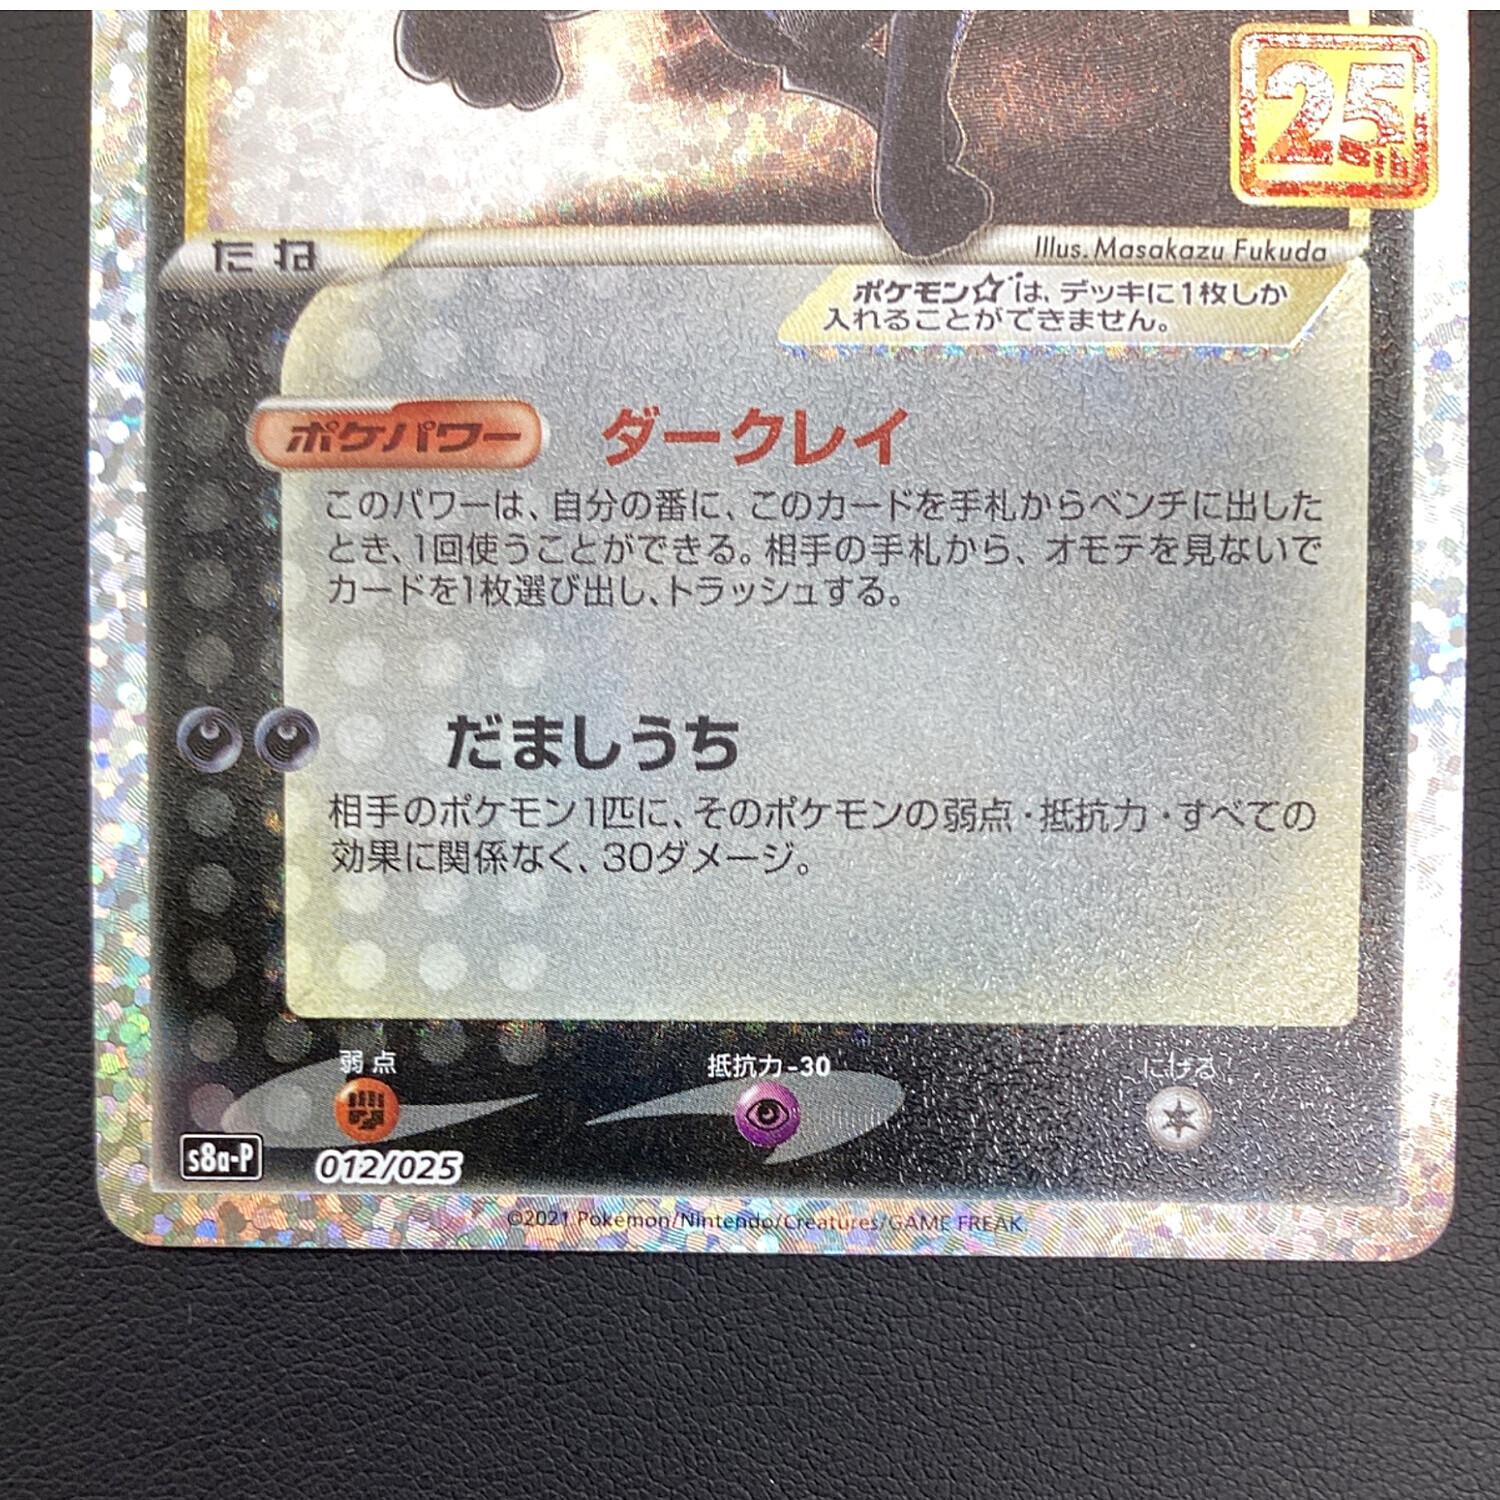 25th
たね
Illus. Masakazu Fukuda
ポケモン☆は、デッキに1枚しか
入れることができません。
ポケパワー ダークレイ
このパワーは、自分の番に、このカードを手札からベンチに出した
とき、1回使うことができる。相手の手札から、オモテを見ないで
カードを1枚選び出し、トラッシュする。
だましうち
相手のポケモン1匹に、そのポケモンの弱点・抵抗力・すべての
効果に関係なく、30ダメージ。
弱点 抵抗力-30 にげる
s8a-P 012/025
©2021 Pokémon/Nintendo/Creatures/GAME FREAK.